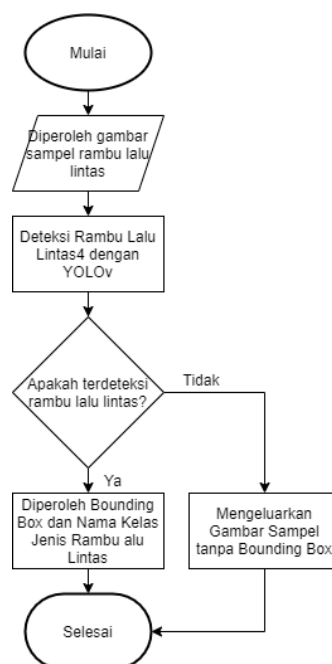 Mulai
Diperoleh gambar
sampel rambu lalu
lintas
Deteksi Rambu Lalu
Lintas4 dengan
YOLOv
Apakah terdeteksi
rambu lalu lintas?
Tidak
Ya
Diperoleh Bounding
Box dan Nama Kelas
Jenis Rambu alu
Lintas
Mengeluarkan
Gambar Sampel
tanpa Bounding Box
Selesai